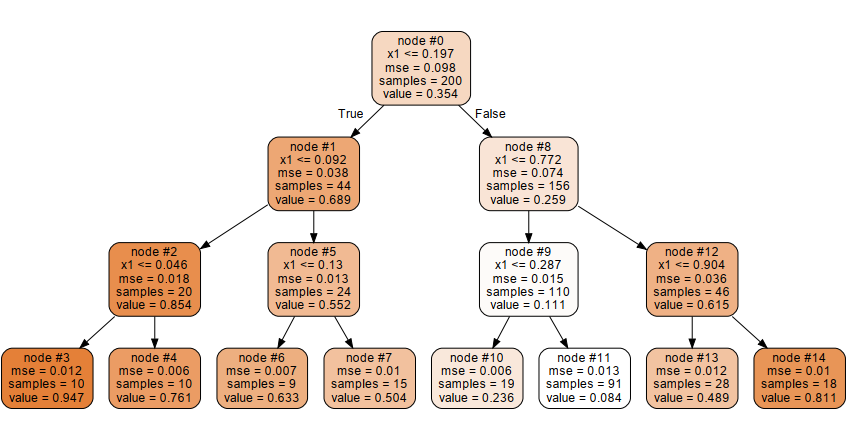 node #0
x1 <= 0.197
mse = 0.098
samples = 200
value = 0.354
True
False
node #1
x1 <= 0.092
mse = 0.038
samples = 44
value = 0.689
node #8
x1 <= 0.772
mse = 0.074
samples = 156
value = 0.259
node #2
x1 <= 0.046
mse = 0.018
samples = 20
value = 0.854
node #5
x1 <= 0.13
mse = 0.013
samples = 24
value = 0.552
node #9
x1 <= 0.287
mse = 0.015
samples = 110
value = 0.111
node #12
x1 <= 0.904
mse = 0.036
samples = 46
value = 0.615
node #3
mse = 0.012
samples = 10
value = 0.947
node #4
mse = 0.006
samples = 10
value = 0.761
node #6
mse = 0.007
samples = 9
value = 0.633
node #7
mse = 0.01
samples = 15
value = 0.504
node #10
mse = 0.006
samples = 19
value = 0.236
node #11
mse = 0.013
samples = 91
value = 0.084
node #13
mse = 0.012
samples = 28
value = 0.489
node #14
mse = 0.01
samples = 18
value = 0.811